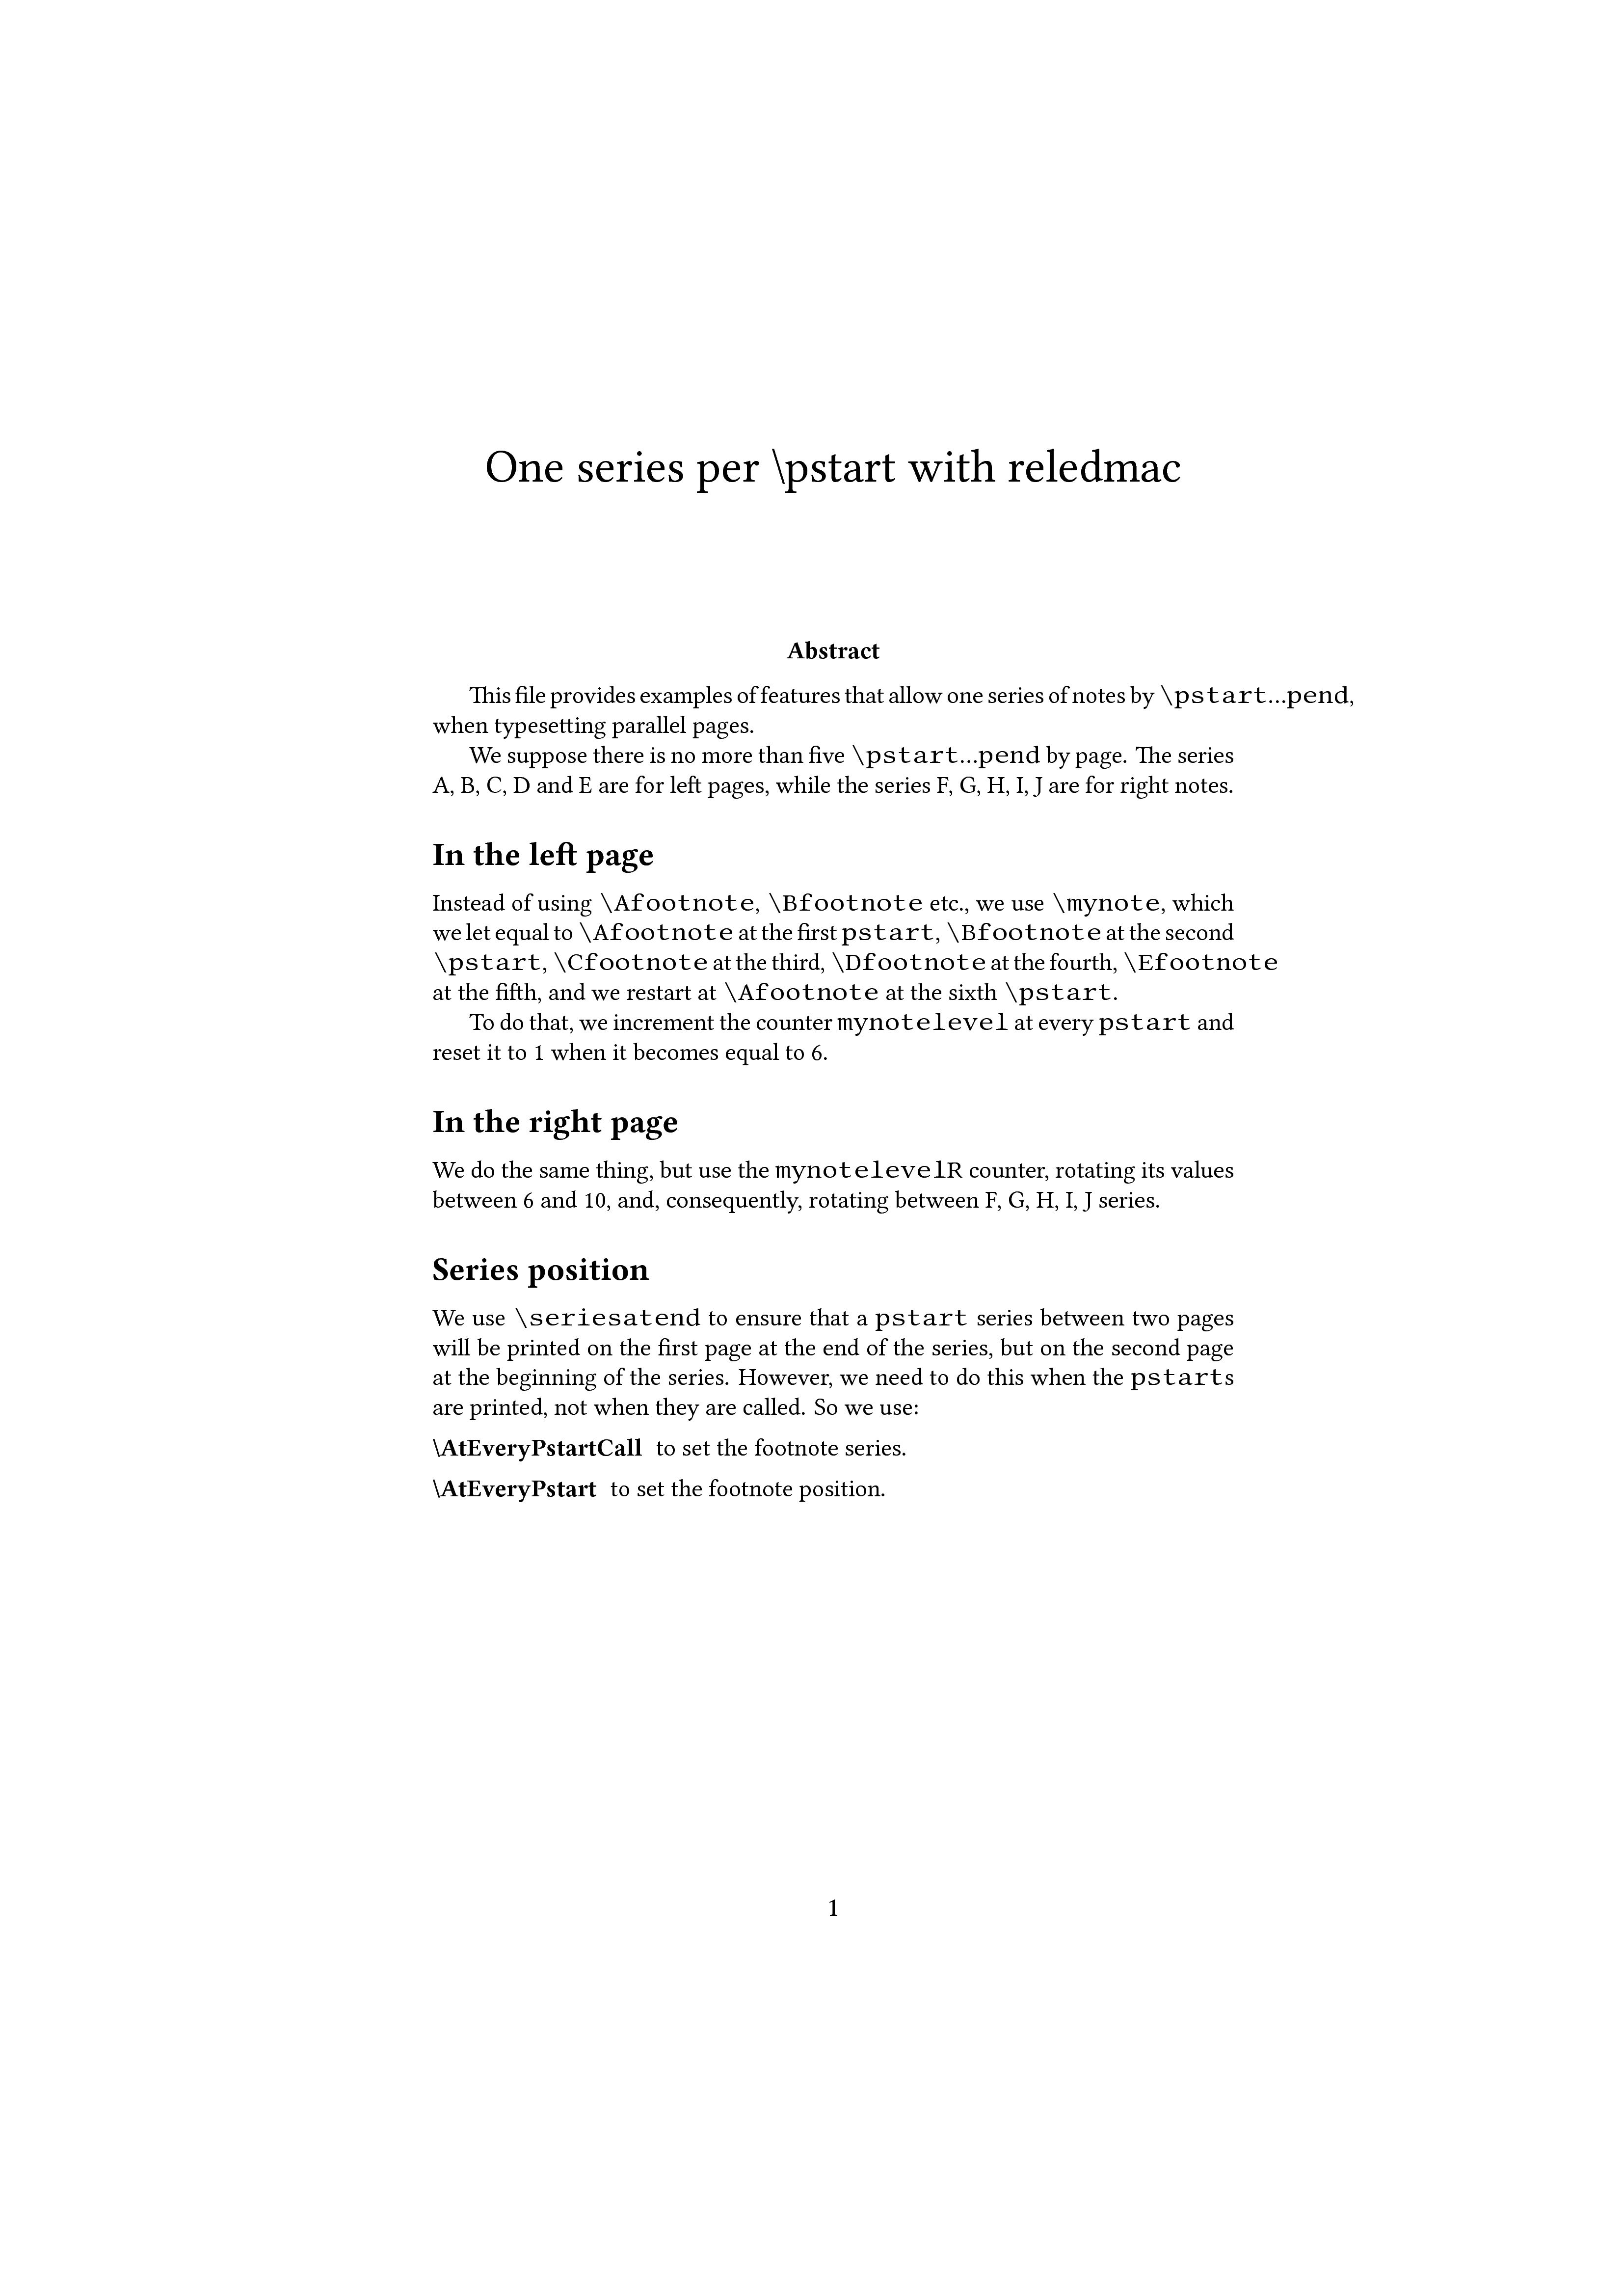 One series per \pstart with reledmac
Abstract
This file provides examples of features that allow one series of notes by \pstart…pend,
when typesetting parallel pages.
We suppose there is no more than five \pstart…pend by page. The series
A, B, C, D and E are for left pages, while the series F, G, H, I, J are for right notes.
In the left page
Instead of using \Afootnote, \Bfootnote etc., we use \mynote, which
we let equal to \Afootnote at the first pstart, \Bfootnote at the second
\pstart, \Cfootnote at the third, \Dfootnote at the fourth, \Efootnote
at the fifth, and we restart at \Afootnote at the sixth \pstart.
To do that, we increment the counter mynotelevel at every pstart and
reset it to 1 when it becomes equal to 6.
In the right page
We do the same thing, but use the mynotelevelR counter, rotating its values
between 6 and 10, and, consequently, rotating between F, G, H, I, J series.
Series position
We use \seriesatend to ensure that a pstart series between two pages
will be printed on the first page at the end of the series, but on the second page
at the beginning of the series. However, we need to do this when the pstarts
are printed, not when they are called. So we use:
\AtEveryPstartCall to set the footnote series.
\AtEveryPstart to set the footnote position.
1